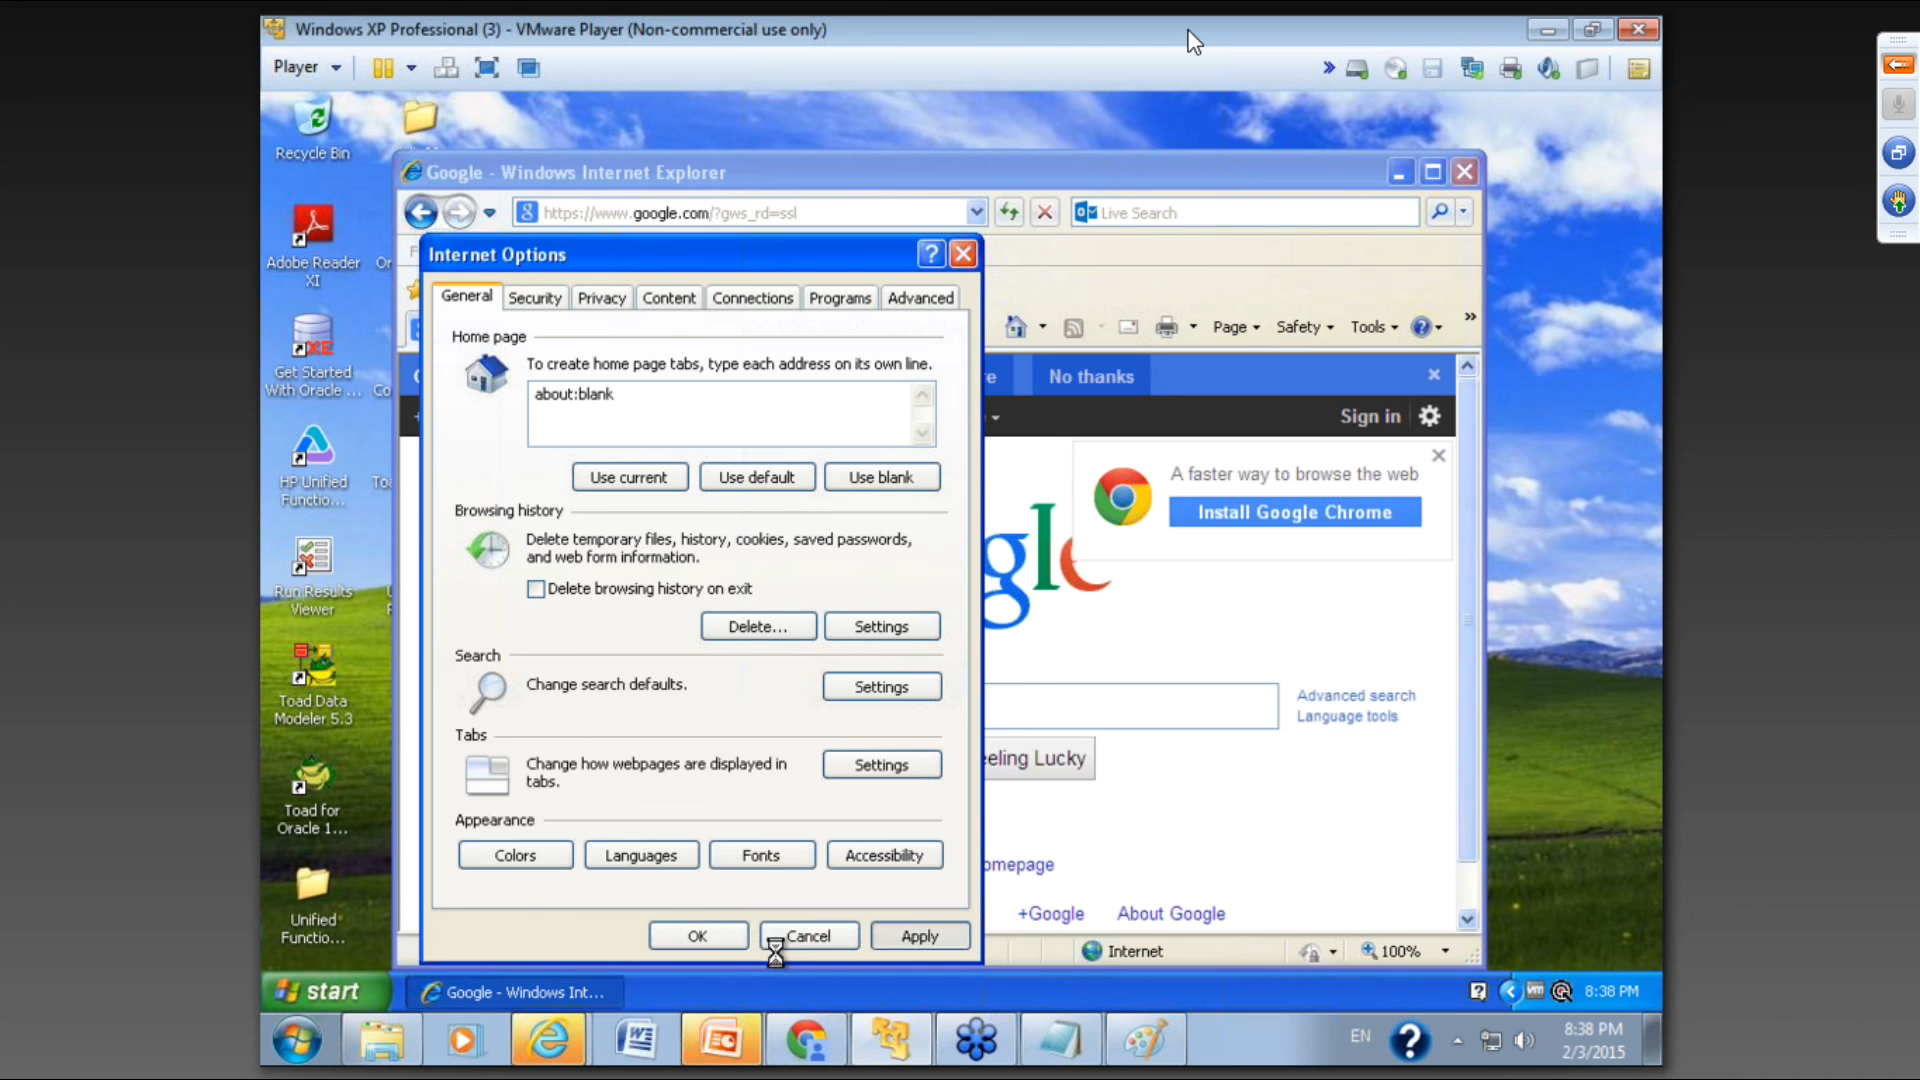 Windows XP Professional (3) - VMware Player (Non-commercial use only)
Player
Recycle Bin
Google - Windows Internet Explorer
https://www.google.com/?gws_rd=ssl
Live Search
Adobe Reader
XI
Or
Internet Options
General
Security
Privacy
Content
Connections
Programs
Advanced
Page
Safety
Tools
Home page
To create home page tabs, type each address on its own line.
about:blank
Use current
Use default
Use blank
No thanks
Sign in
A faster way to browse the web
Install Google Chrome
Get Started
With Oracle ...
Co
Browsing history
Delete temporary files, history, cookies, saved passwords,
and web form information.
Delete browsing history on exit
Delete...
Settings
HP Unified
Functio...
Toa
Run Results
Viewer
Search
Change search defaults.
Settings
Advanced search
Language tools
Toad Data
Modeler 5.3
Tabs
Change how webpages are displayed in
tabs.
Settings
eeling Lucky
Toad for
Oracle 1...
Appearance
Colors
Languages
Fonts
Accessibility
omepage
+Google
About Google
Unified
Functio...
OK
Cancel
Apply
Internet
100%
start
Google - Windows Int...
8:38 PM
EN
8:38 PM
2/3/2015